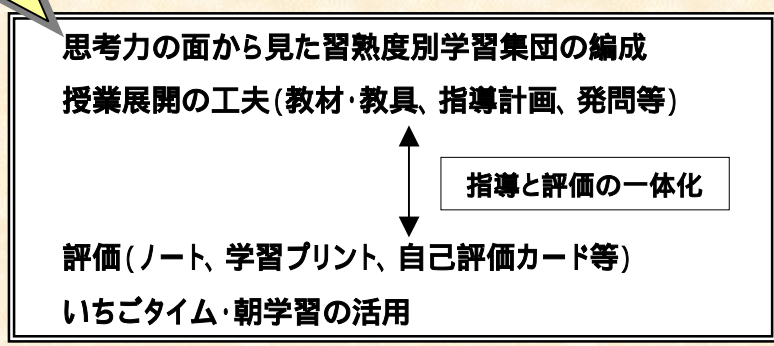 思考力の面から見た習熟度別学習集団の編成
授業展開の工夫(教材・教具、指導計画、発問等)
指導と評価の一体化
評価(ノート、学習プリント、自己評価カード等)
いちごタイム・朝学習の活用